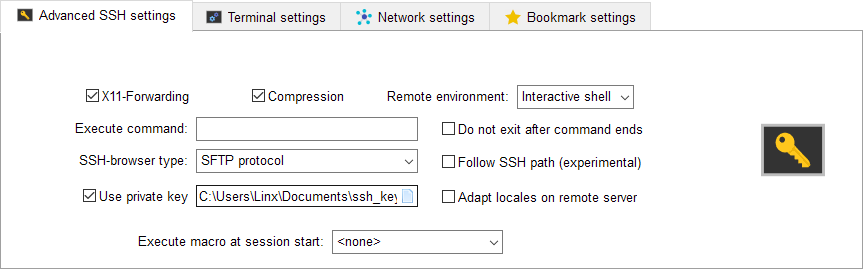 Advanced SSH settings Terminal settings Network settings Bookmark settings
X11-Forwarding Compression Remote environment: Interactive shell
Execute command: Do not exit after command ends
SSH-browser type: SFTP protocol Follow SSH path (experimental)
Use private key C:\Users\Linx\Documents\ssh_key Adapt locales on remote server
Execute macro at session start: <none>